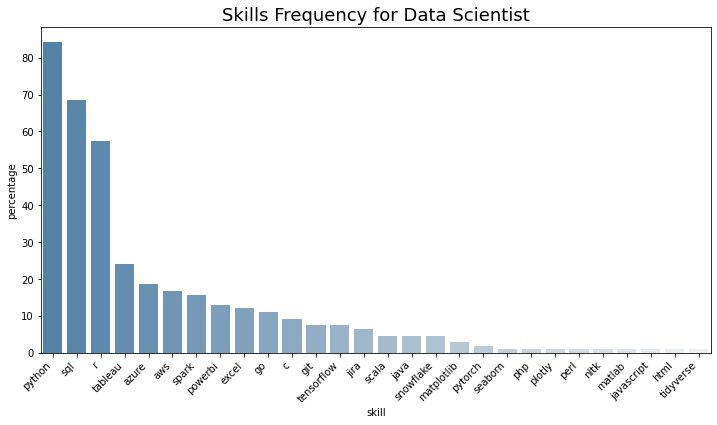 Skills Frequency for Data Scientist
percentage
80
70
60
50
40
30
20
10
0
python
sql
r
tableau
azure
aws
spark
powerbi
excel
go
c
git
tensorflow
jira
scala
java
snowflake
matplotlib
pytorch
seaborn
php
plotly
perl
nltk
matlab
javascript
html
tidyverse
skill